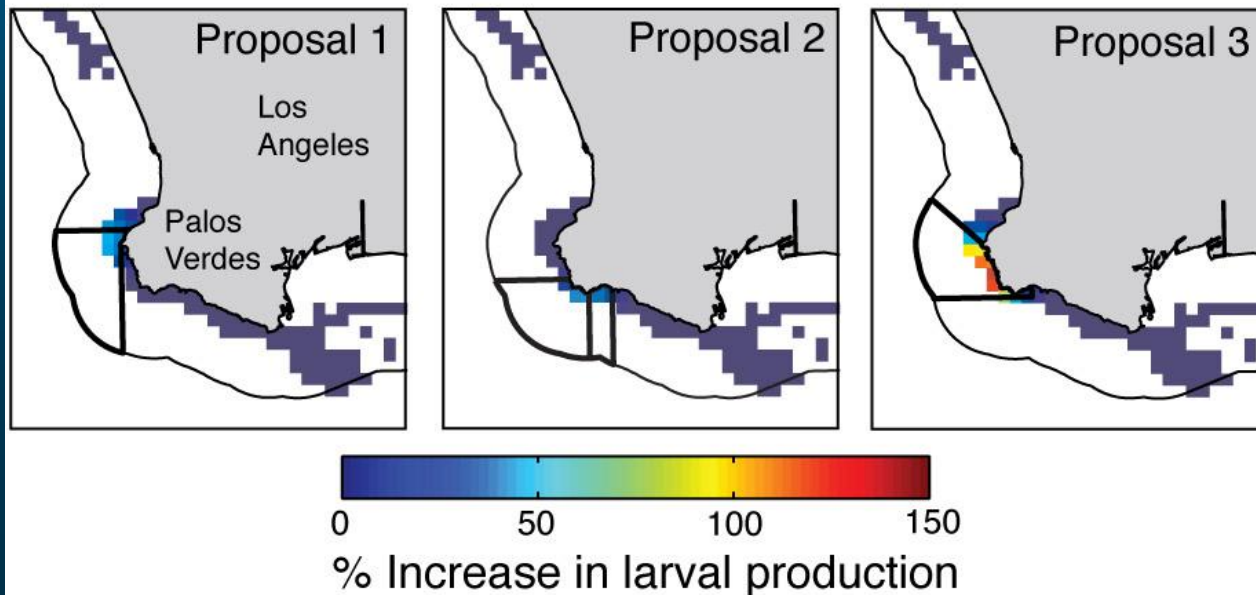 Proposal 1
Proposal 2
Proposal 3
Los
Angeles
Palos
Verdes
0 50 100 150
% Increase in larval production